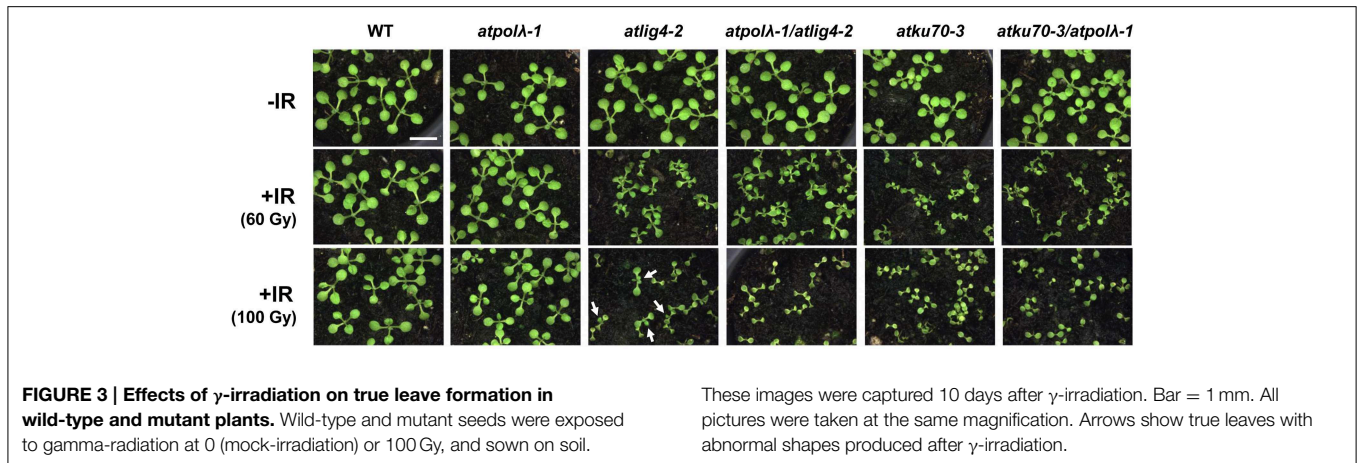 WT atpolλ-1 atlig4-2 atpolλ-1/atlig4-2 atku70-3 atku70-3/atpolλ-1
-IR
+IR
(60 Gy)
+IR
(100 Gy)
FIGURE 3 | Effects of γ-irradiation on true leave formation in
wild-type and mutant plants. Wild-type and mutant seeds were exposed
to gamma-radiation at 0 (mock-irradiation) or 100 Gy, and sown on soil.
These images were captured 10 days after γ-irradiation. Bar = 1 mm. All
pictures were taken at the same magnification. Arrows show true leaves with
abnormal shapes produced after γ-irradiation.